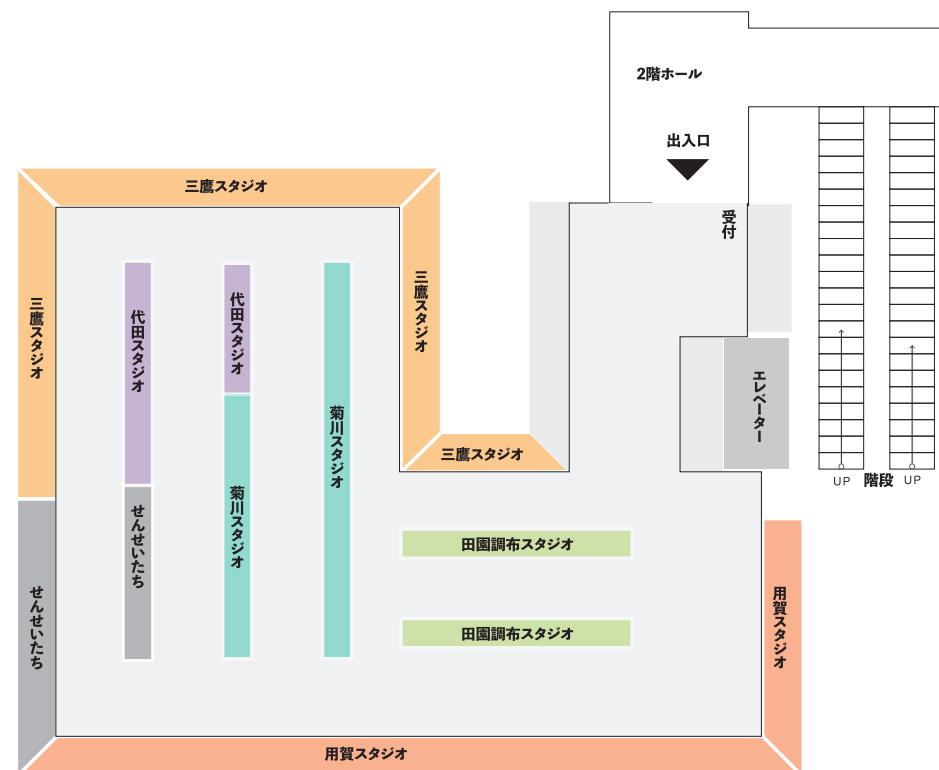 2階ホール
出入口
受付
三鷹スタジオ
三鷹スタジオ
三鷹スタジオ
三鷹スタジオ
代田スタジオ
代田スタジオ
菊川スタジオ
菊川スタジオ
せんせいたち
せんせいたち
エレベーター
UP
階段
UP
田園調布スタジオ
田園調布スタジオ
用賀スタジオ
用賀スタジオ